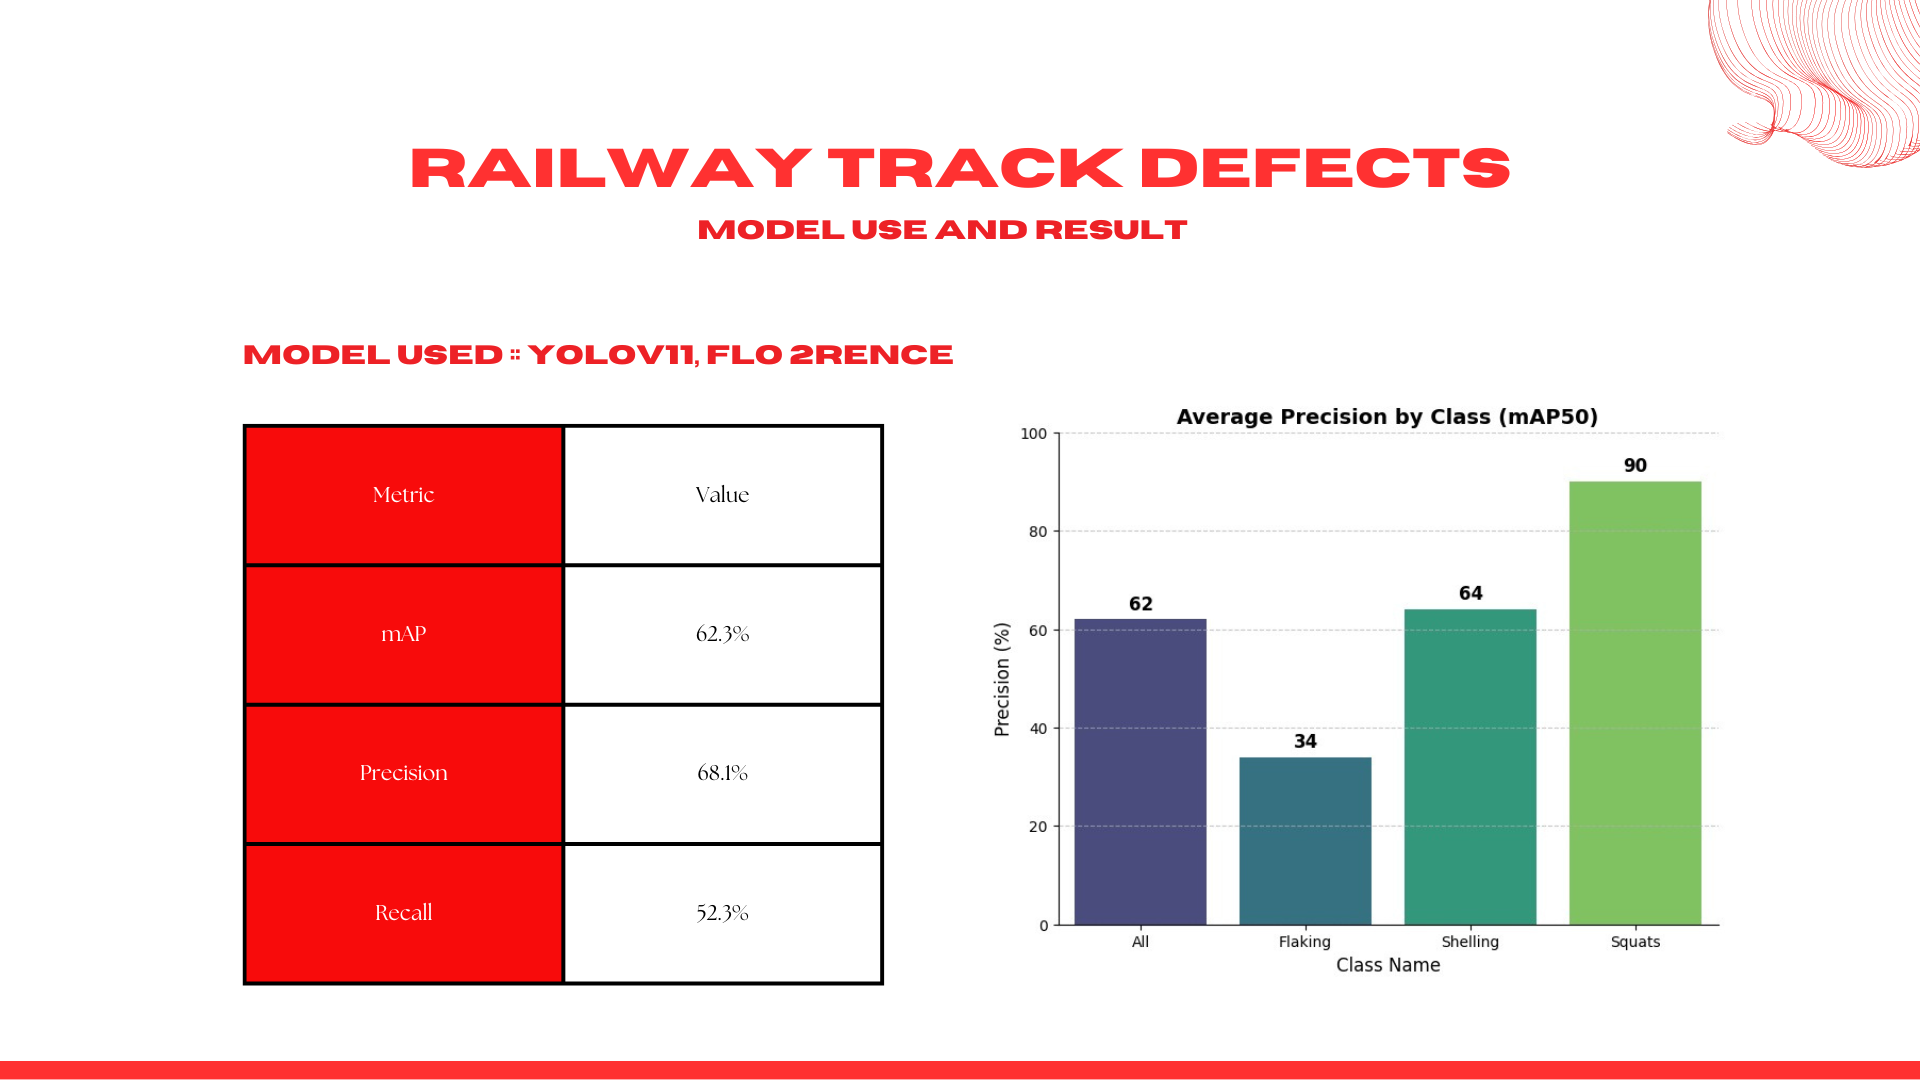 RAILWAY TRACK DEFECTS
MODEL USE AND RESULT
MODEL USED :: YOLOV11, FLO 2RENCE
Metric Value
mAP 62.3%
Precision 68.1%
Recall 52.3%
Average Precision by Class (mAP50)
Precision (%)
100
80
60
40
20
0
62
34
64
90
All Flaking Shelling Squats
Class Name